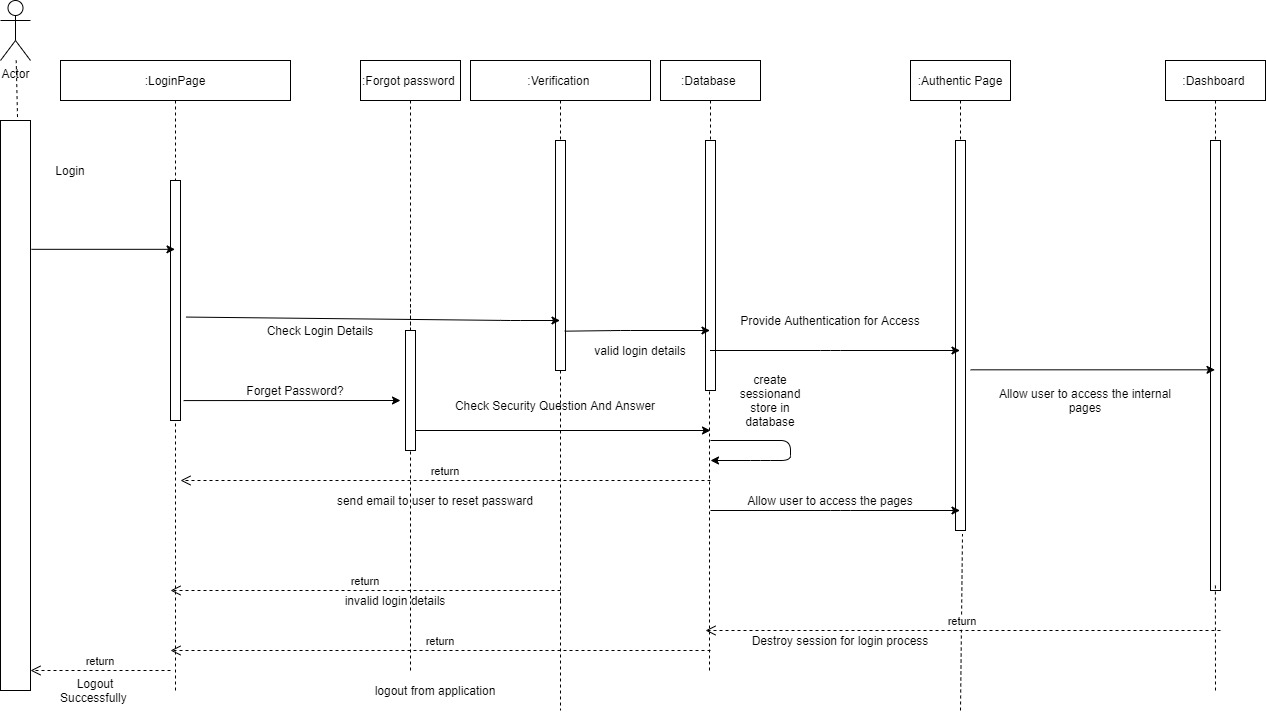 Actor
:LoginPage
:Forgot password
:Verification
:Database
:Authentic Page
:Dashboard
Login
Check Login Details
Provide Authentication for Access
valid login details
Forget Password?
Check Security Question And Answer
create
sessionand
store in
database
Allow user to access the internal
pages
return
send email to user to reset passward
Allow user to access the pages
return
invalid login details
return
Destroy session for login process
return
return
Logout
Successfully
logout from application